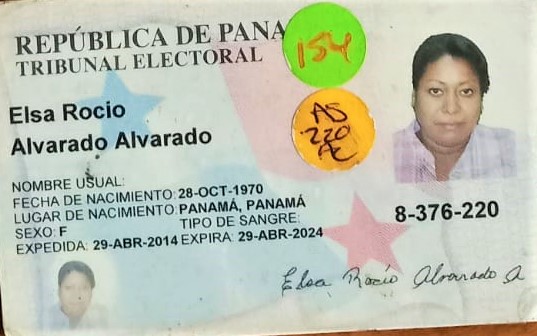 REPÚBLICA DE PANA
TRIBUNAL ELECTORAL
154
Elsa Rocio
Alvarado Alvarado
AS
220
AE
NOMBRE USUAL:
FECHA DE NACIMIENTO: 28-OCT-1970
LUGAR DE NACIMIENTO: PANAMÁ, PANAMÁ
SEXO: F TIPO DE SANGRE:
EXPEDIDA: 29-ABR-2014 EXPIRA: 29-ABR-2024
8-376-220
Elsa Rocío Alvarado A